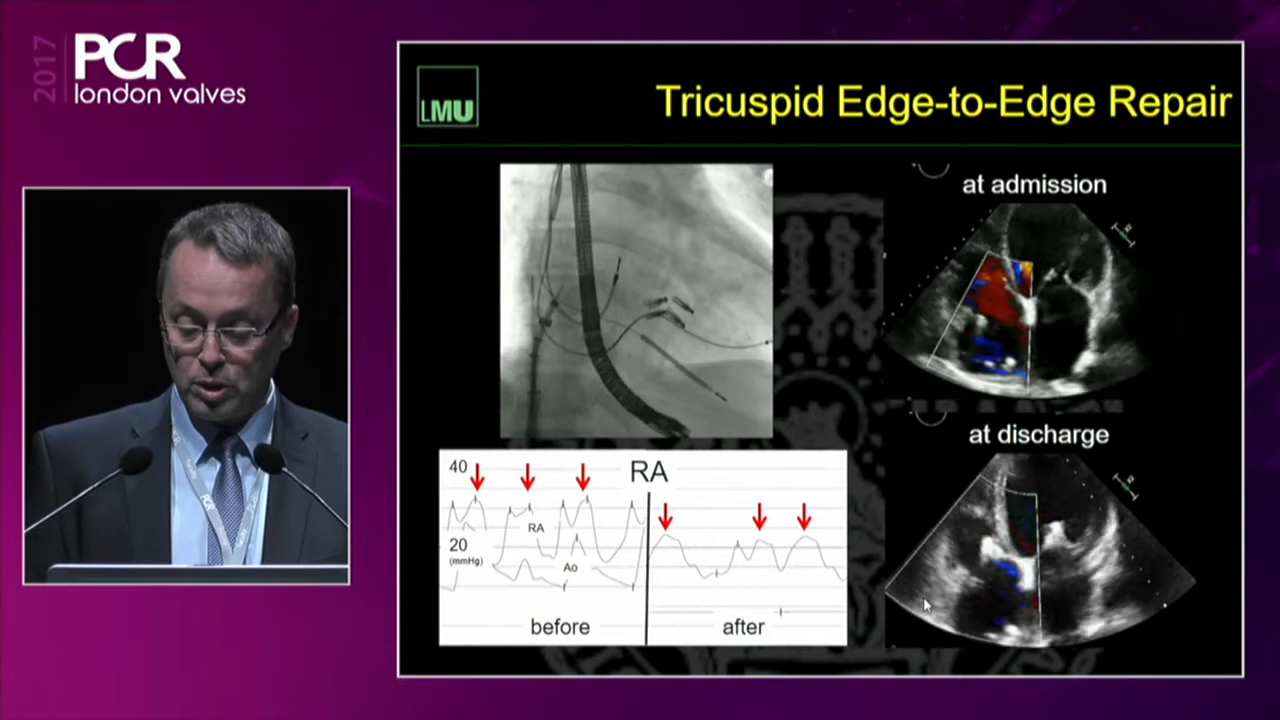 2017
PCR
london valves
PCR
LMU
Tricuspid Edge-to-Edge Repair
at admission
at discharge
40
RA
RA
20
(mmHg)
Ao
before
after